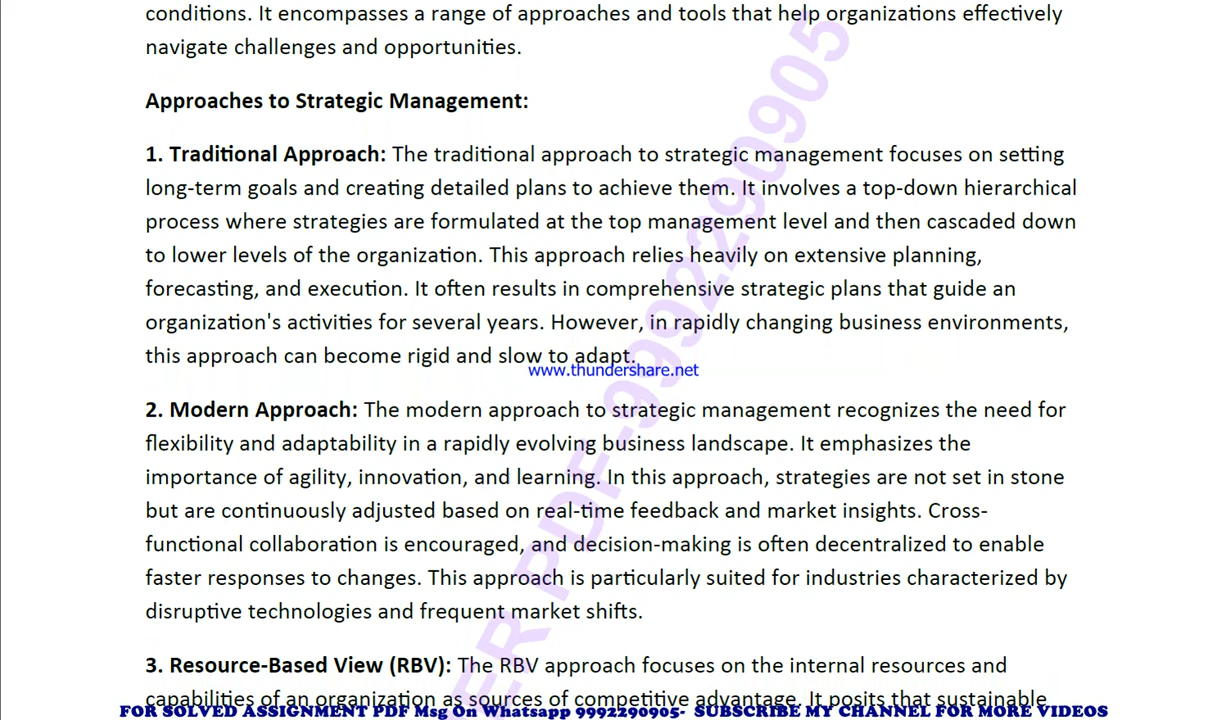 conditions. It encompasses a range of approaches and tools that help organizations effectively
navigate challenges and opportunities.
Approaches to Strategic Management:
1. Traditional Approach: The traditional approach to strategic management focuses on setting
long-term goals and creating detailed plans to achieve them. It involves a top-down hierarchical
process where strategies are formulated at the top management level and then cascaded down
to lower levels of the organization. This approach relies heavily on extensive planning,
forecasting, and execution. It often results in comprehensive strategic plans that guide an
organization's activities for several years. However, in rapidly changing business environments,
this approach can become rigid and slow to adapt.
www.thundershare.net
2. Modern Approach: The modern approach to strategic management recognizes the need for
flexibility and adaptability in a rapidly evolving business landscape. It emphasizes the
importance of agility, innovation, and learning. In this approach, strategies are not set in stone
but are continuously adjusted based on real-time feedback and market insights. Cross-
functional collaboration is encouraged, and decision-making is often decentralized to enable
faster responses to changes. This approach is particularly suited for industries characterized by
disruptive technologies and frequent market shifts.
3. Resource-Based View (RBV): The RBV approach focuses on the internal resources and
capabilities of an organization as sources of competitive advantage. It posits that sustainable
FOR SOLVED ASSIGNMENT PDF Msg On Whatsapp 9992290905- SUBSCRIBE MY CHANNEL FOR MORE VIDEOS
PDF-9992290905